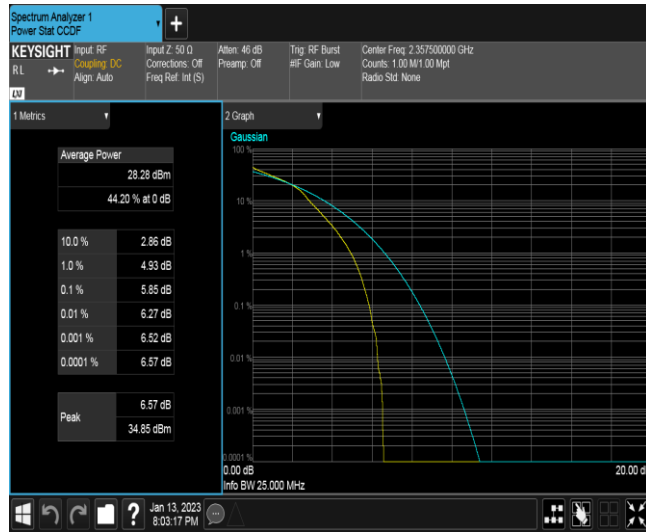 Spectrum Analyzer 1
Power Stat CCDF
+
KEYSIGHT
RL
LXI
Input: RF
Coupling: DC
Align: Auto
Input Z: 50 Ω
Corrections: Off
Freq Ref: Int (S)
Atten: 46 dB
Preamp: Off
Trig: RF Burst
#IF Gain: Low
Center Freq: 2.357500000 GHz
Counts: 1.00 M/1.00 Mpt
Radio Std: None
1 Metrics
Average Power
28.28 dBm
44.20 % at 0 dB
10.0 % 2.86 dB
1.0 % 4.93 dB
0.1 % 5.85 dB
0.01 % 6.27 dB
0.001 % 6.52 dB
0.0001 % 6.57 dB
Peak
6.57 dB
34.85 dBm
2 Graph
Gaussian
100 %
10 %
1 %
0.1 %
0.01 %
0.001 %
0.0001 %
0.00 dB
20.00 d
Info BW 25.000 MHz
?
Jan 13, 2023
8:03:17 PM